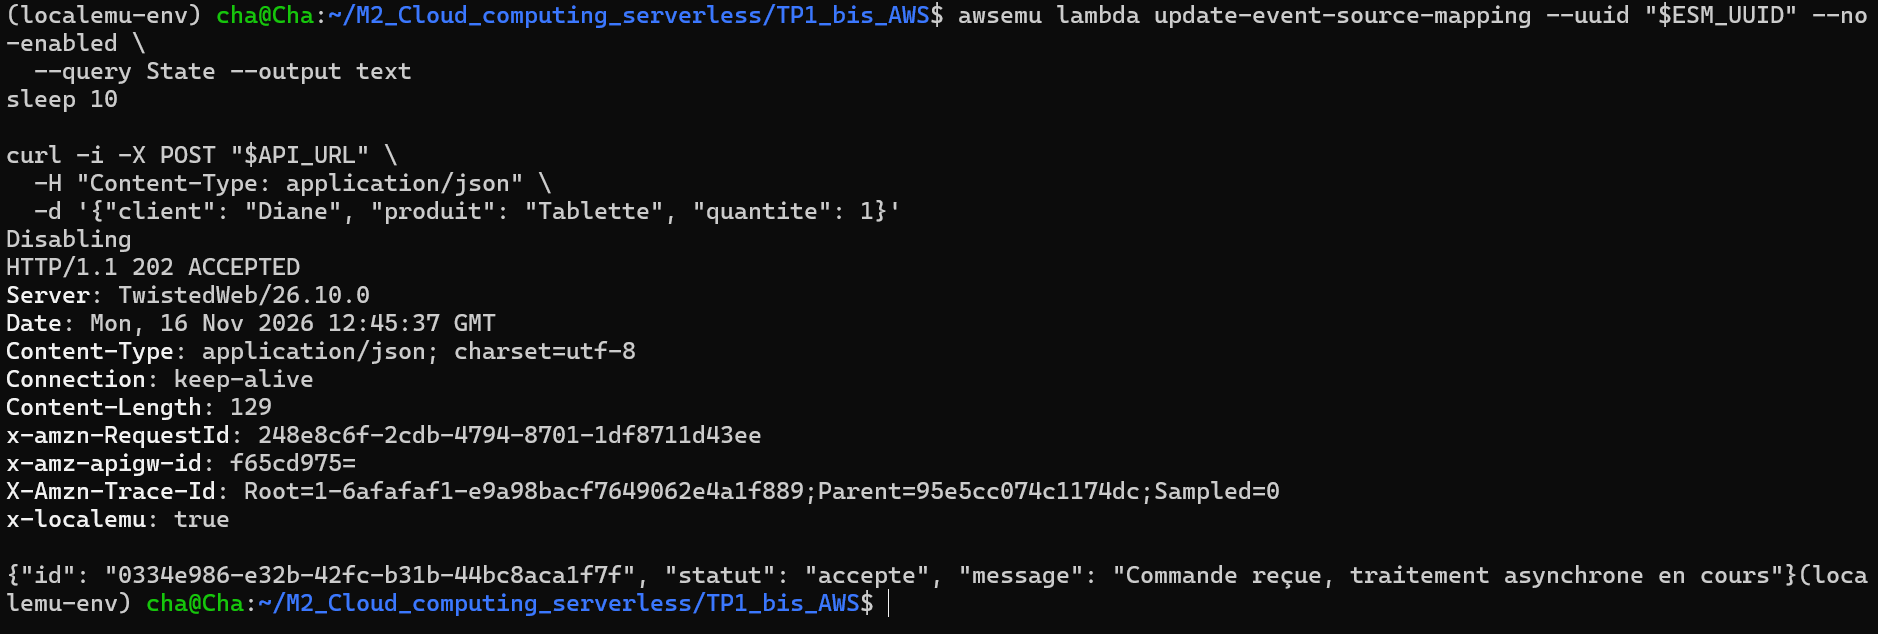 (localemu-env) cha@Cha:~/M2_Cloud_computing_serverless/TP1_bis_AWS$ awsemu lambda update-event-source-mapping --uuid "$ESM_UUID" --no
-enabled \
  --query State --output text
sleep 10

curl -i -X POST "$API_URL" \
  -H "Content-Type: application/json" \
  -d '{"client": "Diane", "produit": "Tablette", "quantite": 1}'
Disabling
HTTP/1.1 202 ACCEPTED
Server: TwistedWeb/26.10.0
Date: Mon, 16 Nov 2026 12:45:37 GMT
Content-Type: application/json; charset=utf-8
Connection: keep-alive
Content-Length: 129
x-amzn-RequestId: 248e8c6f-2cdb-4794-8701-1df8711d43ee
x-amz-apigw-id: f65cd975=
X-Amzn-Trace-Id: Root=1-6afafaf1-e9a98bacf7649062e4a1f889;Parent=95e5cc074c1174dc;Sampled=0
x-localemu: true

{"id": "0334e986-e32b-42fc-b31b-44bc8aca1f7f", "statut": "accepte", "message": "Commande reçue, traitement asynchrone en cours"}(loca
lemu-env) cha@Cha:~/M2_Cloud_computing_serverless/TP1_bis_AWS$